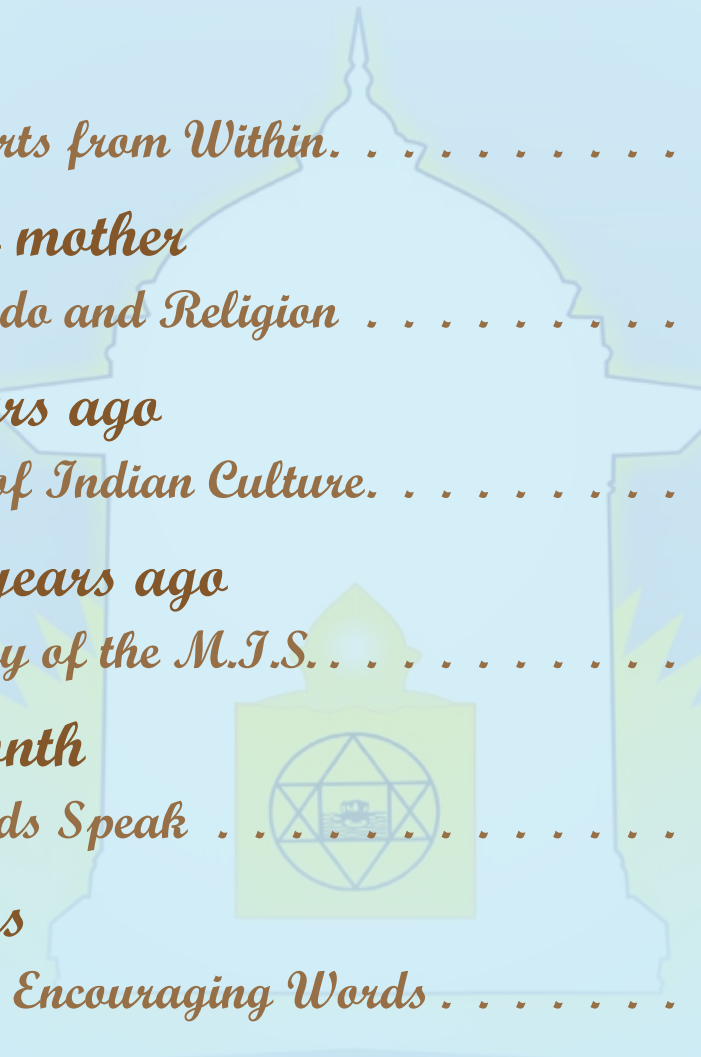 rts from Within. . . . . . . . . .
mother
do and Religion . . . . . . . . .
rs ago
of Indian Culture. . . . . . . . .
years ago
y of the M.I.S. . . . . . . . . . .
nth
ds Speak . . . . . . . . . . . . .
s
Encouraging Words . . . . . . .